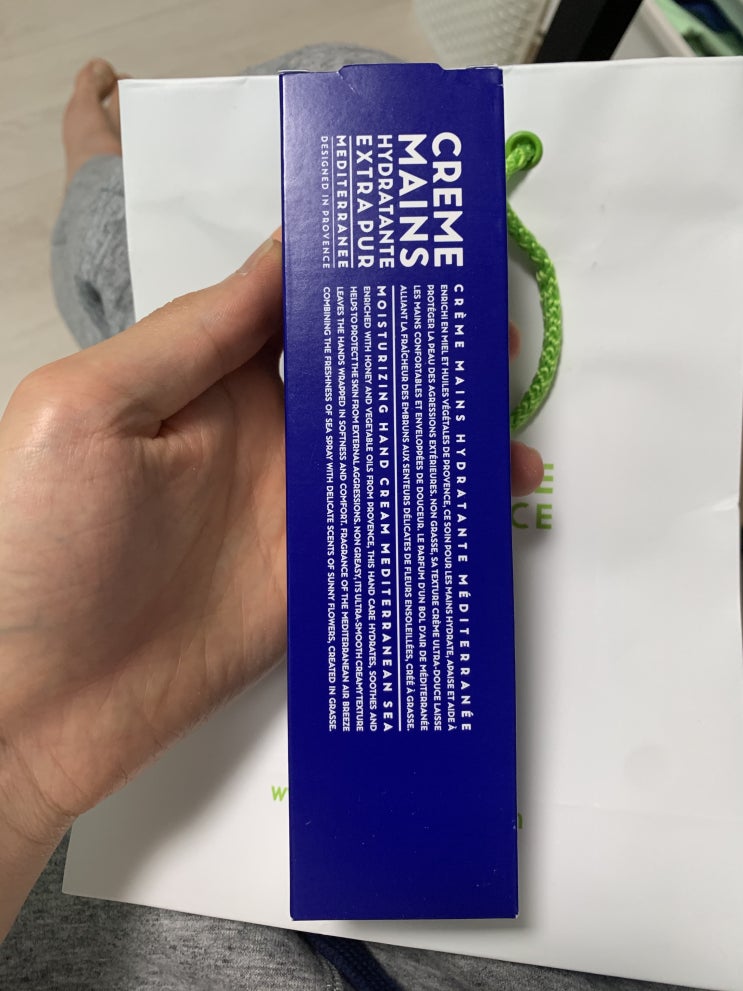 CREME
MAINS
HYDRATANTE
EXTRA PUR
MEDITERRANEE
DESIGNED IN PROVENCE
CRÈME MAINS HYDRATANTE MÉDITERRANÉE
ENRICHI EN MIEL ET HUILES VÉGÉTALES DE PROVENCE, CE SOIN POUR LES MAINS HYDRATE, APAISE ET AIDE À
PROTÉGER LA PEAU DES AGRESSIONS EXTÉRIEURES. NON GRASSE, SA TEXTURE CRÈME ULTRA-DOUCE LAISSE
LES MAINS CONFORTABLES ET ENVELOPPÉES DE DOUCEUR. LE PARFUM D'UN BOL D'AIR DE MÉDITERRANÉE
ALLIANT LA FRAÎCHEUR DES EMBRUNS AUX SENTEURS DÉLICATES DE FLEURS ENSOLEILLÉES, CRÉÉ À GRASSE.
MOISTURIZING HAND CREAM MEDITERRANEAN SEA
ENRICHED WITH HONEY AND VEGETABLE OILS FROM PROVENCE, THIS HAND CARE HYDRATES, SOOTHES AND
HELPS TO PROTECT THE SKIN FROM EXTERNAL AGGRESSIONS. NON GREASY, ITS ULTRA-SMOOTH CREAMY TEXTURE
LEAVES THE HANDS WRAPPED IN SOFTNESS AND COMFORT. FRAGRANCE OF THE MEDITERRANEAN AIR BREEZE
COMBINING THE FRESHNESS OF SEA SPRAY WITH DELICATE SCENTS OF SUNNY FLOWERS, CREATED IN GRASSE.
E
CE
w